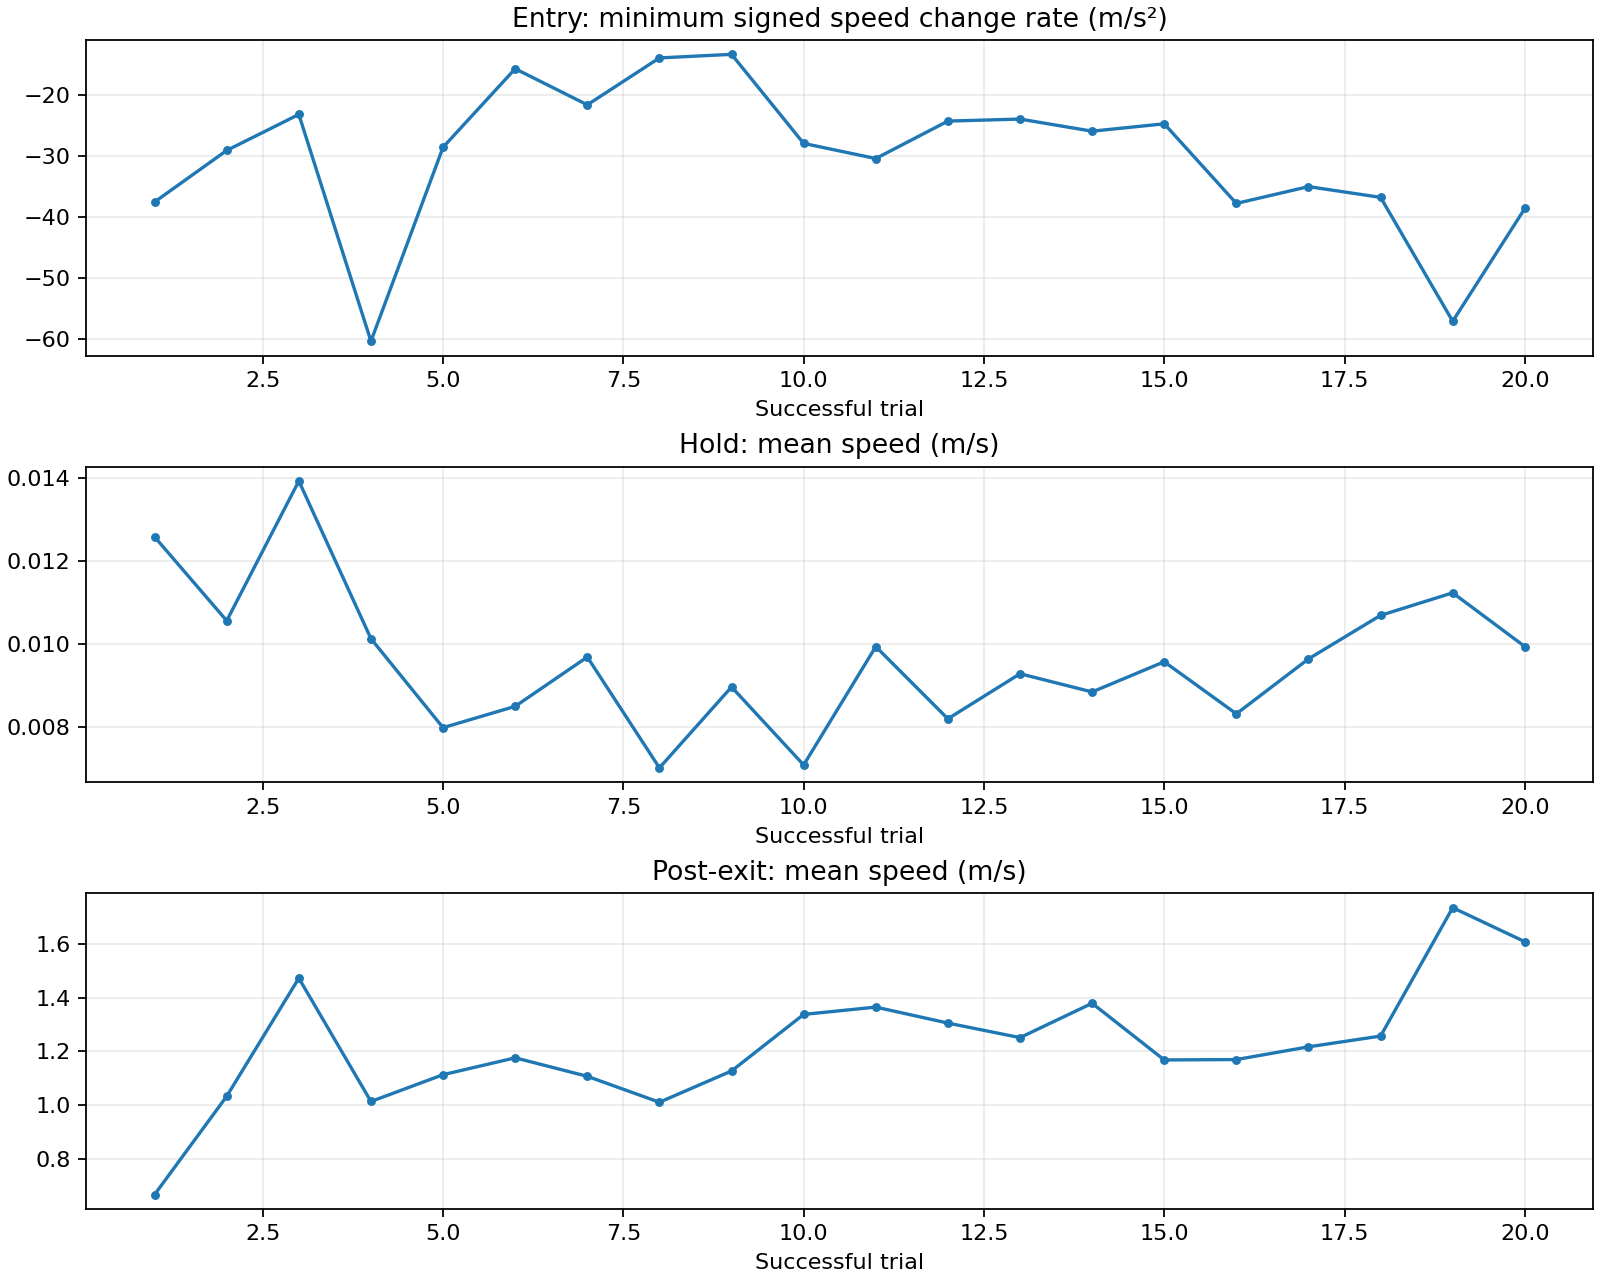 Entry: minimum signed speed change rate (m/s²)
−20
−30
−40
−50
−60
2.5 5.0 7.5 10.0 12.5 15.0 17.5 20.0
Successful trial
Hold: mean speed (m/s)
0.014
0.012
0.010
0.008
2.5 5.0 7.5 10.0 12.5 15.0 17.5 20.0
Successful trial
Post-exit: mean speed (m/s)
1.6
1.4
1.2
1.0
0.8
2.5 5.0 7.5 10.0 12.5 15.0 17.5 20.0
Successful trial